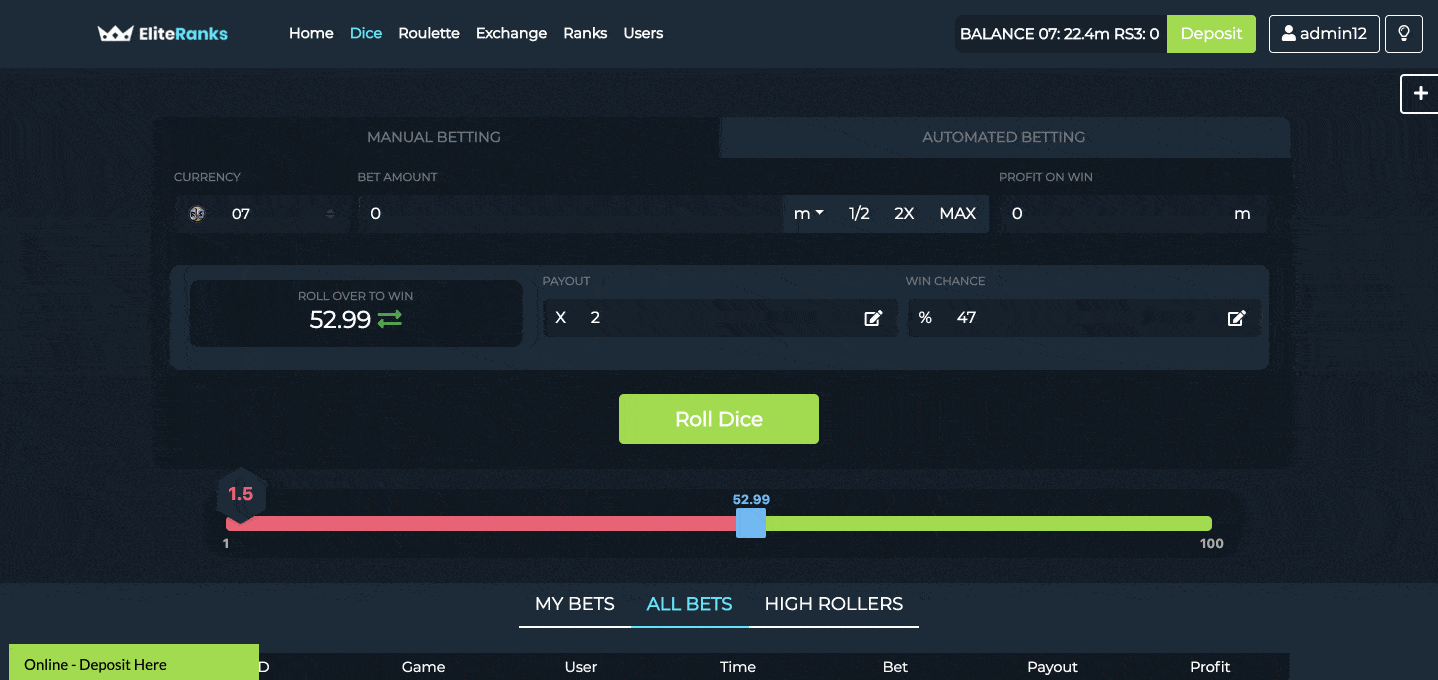 EliteRanks Home Dice Roulette Exchange Ranks Users BALANCE 07: 22.4m RS3: 0 Deposit admin12
+
MANUAL BETTING AUTOMATED BETTING
CURRENCY BET AMOUNT PROFIT ON WIN
07 0 m 1/2 2X MAX 0 m
ROLL OVER TO WIN PAYOUT WIN CHANCE
52.99 X 2 % 47
Roll Dice
1.5
52.99
1 100
MY BETS ALL BETS HIGH ROLLERS
Online - Deposit Here
D Game User Time Bet Payout Profit